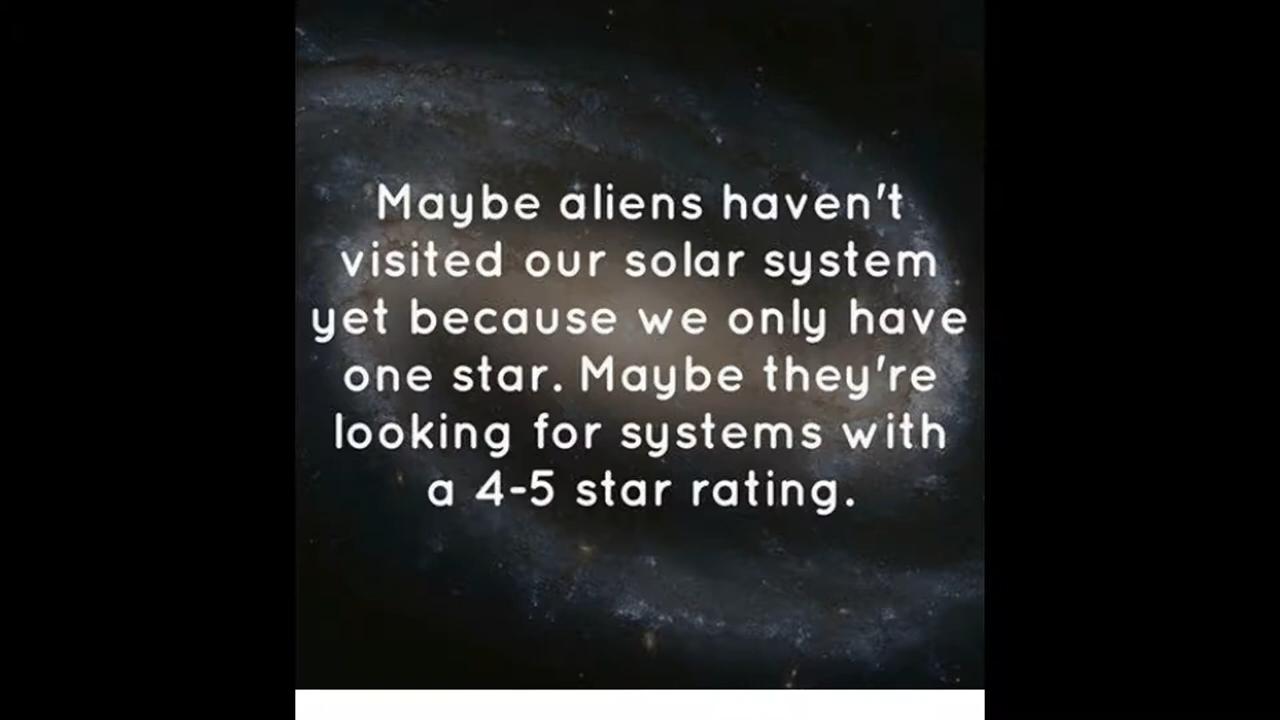 Maybe aliens haven't
visited our solar system
yet because we only have
one star. Maybe they're
looking for systems with
a 4-5 star rating.